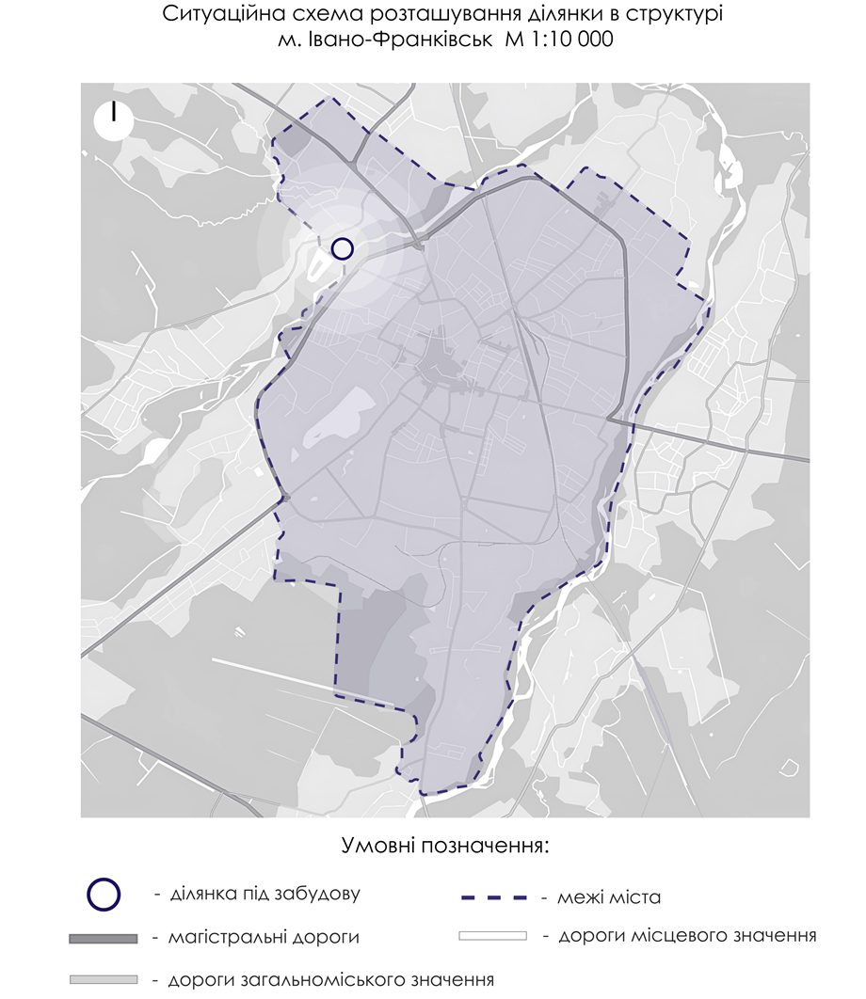 Ситуаційна схема розташування ділянки в структурі
м. Івано-Франківськ М 1:10 000
Умовні позначення:
- ділянка під забудову
- межі міста
- магістральні дороги
- дороги місцевого значення
- дороги загальноміського значення